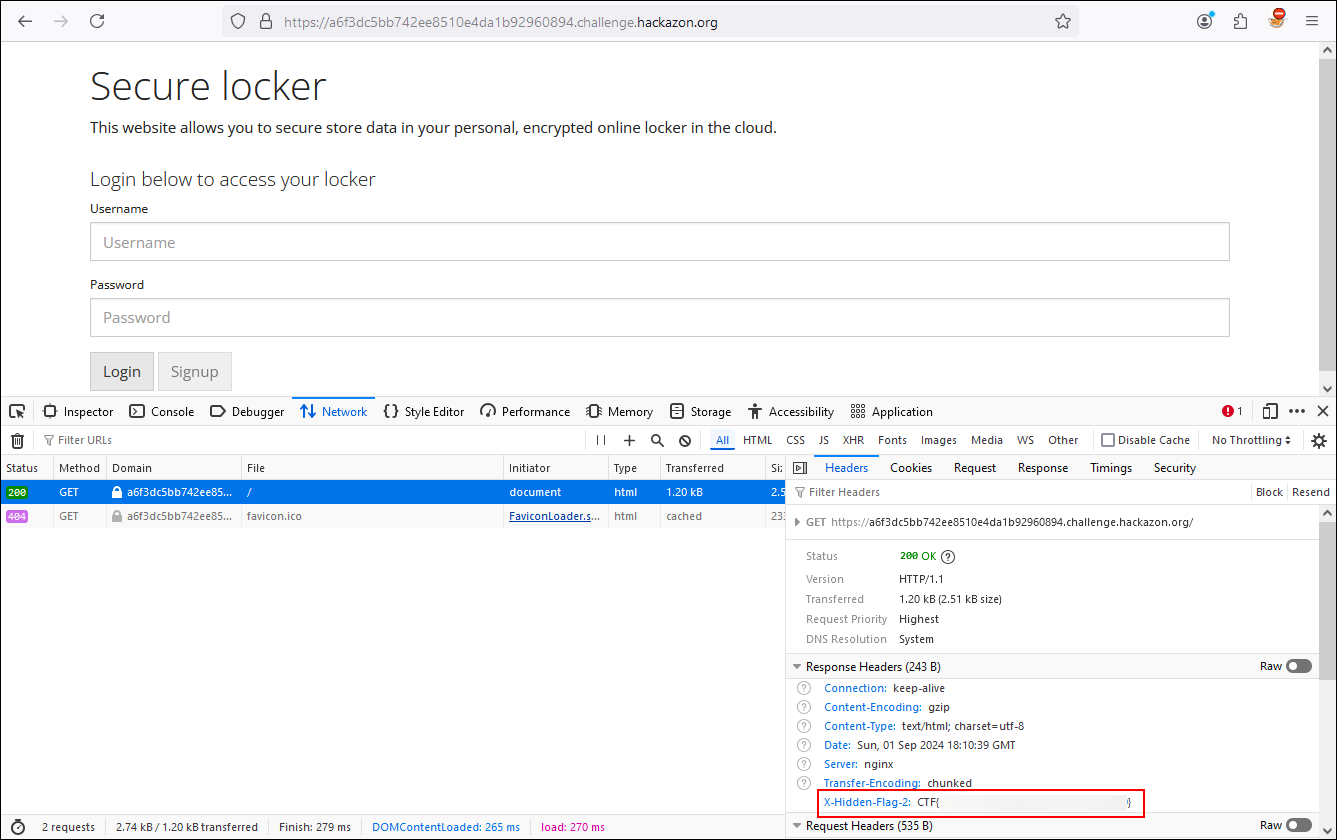 https://a6f3dc5bb742ee8510e4da1b92960894.challenge.hackazon.org
Secure locker
This website allows you to secure store data in your personal, encrypted online locker in the cloud.
Login below to access your locker
Username
Username
Password
Password
Login Signup
Inspector Console Debugger Network Style Editor Performance Memory Storage Accessibility Application 1
Filter URLs All HTML CSS JS XHR Fonts Images Media WS Other Disable Cache No Throttling
Status Method Domain File Initiator Type Transferred Siz
200 GET a6f3dc5bb742ee85... / document html 1.20 kB 2.5
404 GET a6f3dc5bb742ee85... favicon.ico FaviconLoader.s... html cached 23
Headers Cookies Request Response Timings Security
Filter Headers Block Resend
GET https://a6f3dc5bb742ee8510e4da1b92960894.challenge.hackazon.org/
Status 200 OK ?
Version HTTP/1.1
Transferred 1.20 kB (2.51 kB size)
Request Priority Highest
DNS Resolution System
Response Headers (243 B) Raw
? Connection: keep-alive
? Content-Encoding: gzip
? Content-Type: text/html; charset=utf-8
? Date: Sun, 01 Sep 2024 18:10:39 GMT
? Server: nginx
? Transfer-Encoding: chunked
X-Hidden-Flag-2: CTF{ }
Request Headers (535 B) Raw
2 requests 2.74 kB / 1.20 kB transferred Finish: 279 ms DOMContentLoaded: 265 ms load: 270 ms